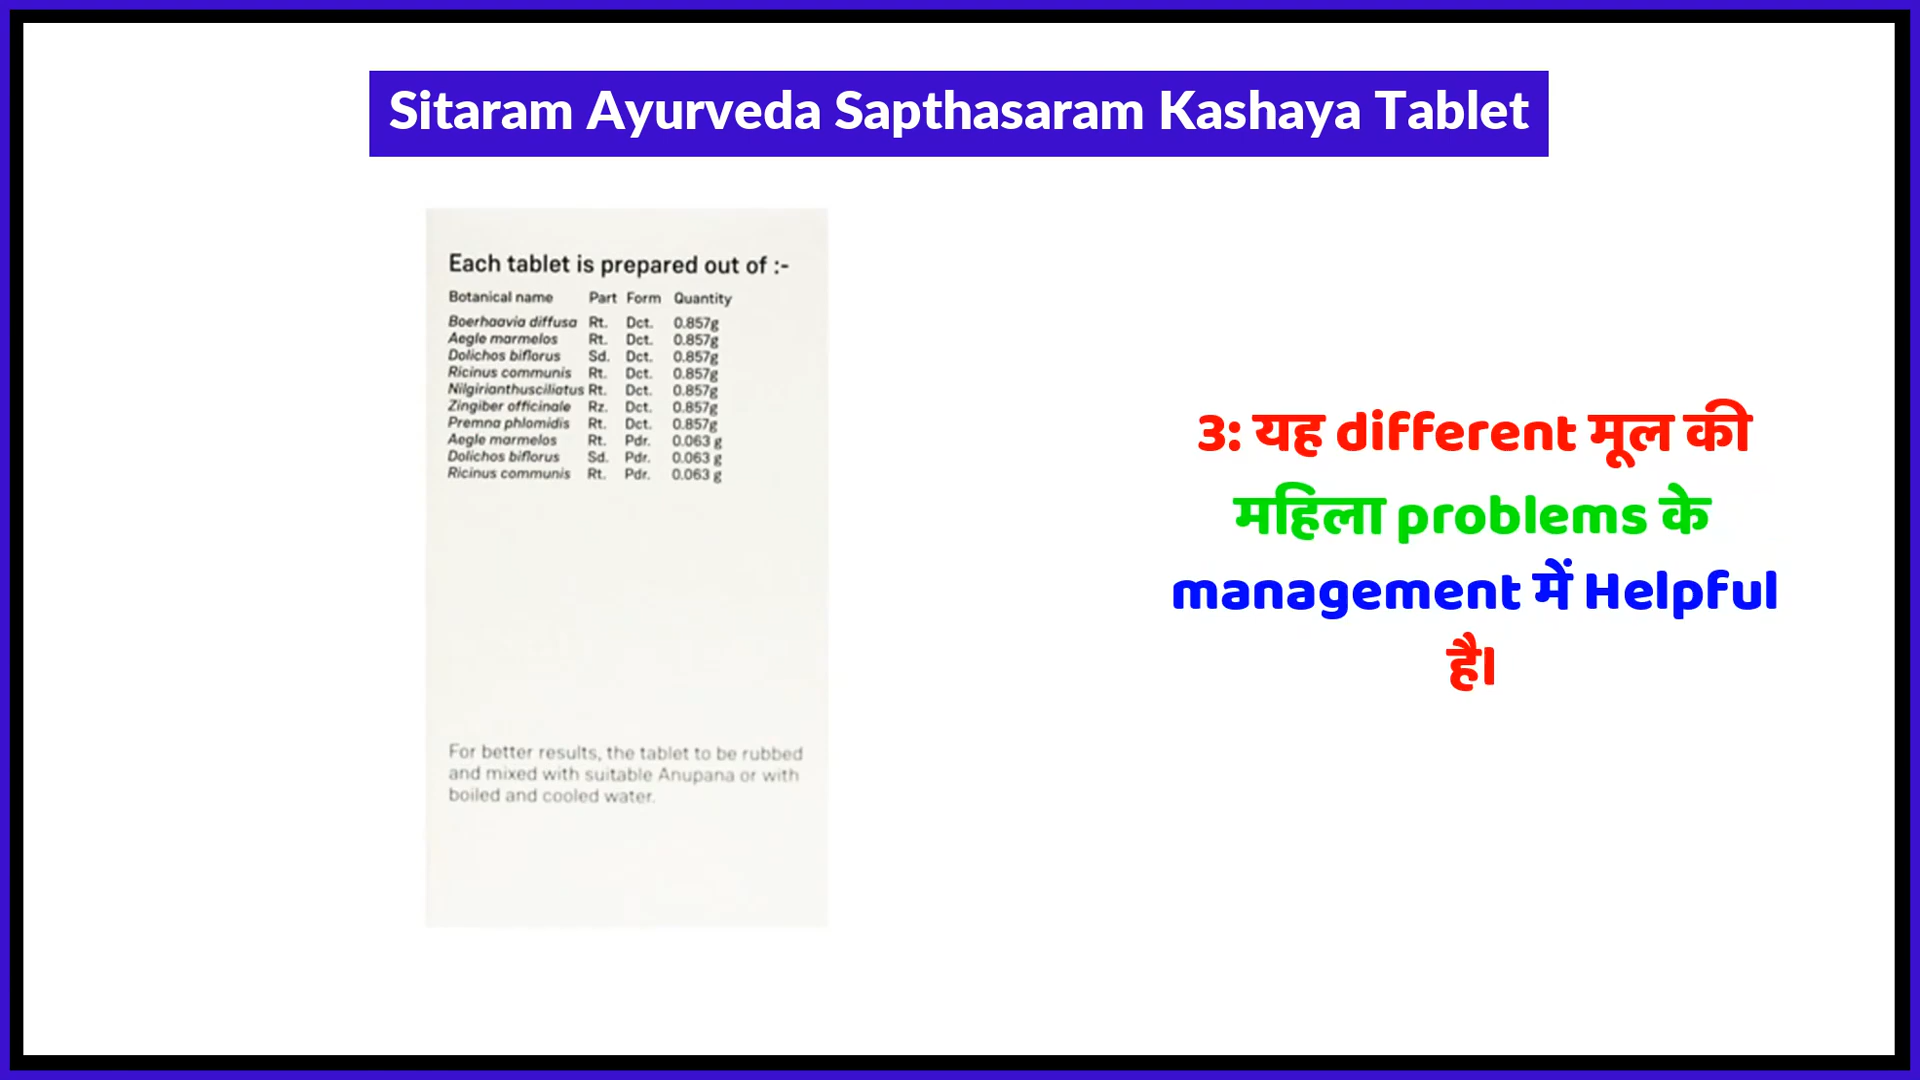 Sitaram Ayurveda Sapthasaram Kashaya Tablet
Each tablet is prepared out of :-
Botanical name Part Form Quantity
Boerhaavia diffusa Rt. Dct. 0.857g
Aegle marmelos Rt. Dct. 0.857g
Dolichos biflorus Sd. Dct. 0.857g
Ricinus communis Rt. Dct. 0.857g
Nilgirianthusciliatus Rt. Dct. 0.857g
Zingiber officinale Rz. Dct. 0.857g
Premna phlomidis Rt. Dct. 0.857g
Aegle marmelos Rt. Pdr. 0.063 g
Dolichos biflorus Sd. Pdr. 0.063 g
Ricinus communis Rt. Pdr. 0.063 g
For better results, the tablet to be rubbed
and mixed with suitable Anupana or with
boiled and cooled water.
3: यह different मूल की
महिला problems के
management में Helpful
है।